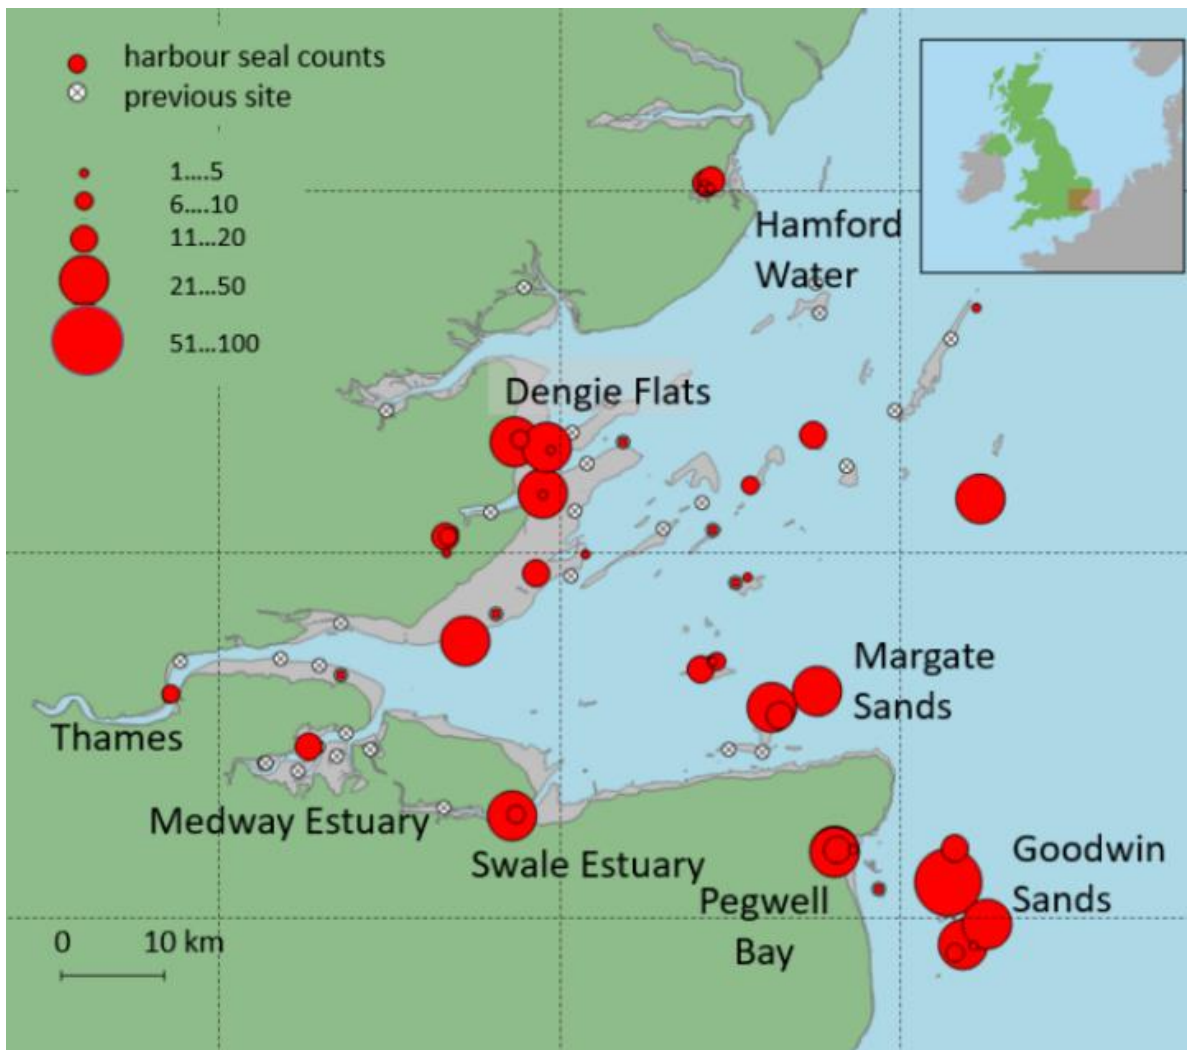 harbour seal counts
previous site
1....5
6....10
11...20
21...50
51...100
Hamford
Water
Dengie Flats
Margate
Sands
Thames
Medway Estuary
Swale Estuary
Goodwin
Sands
Pegwell
Bay
0 10 km